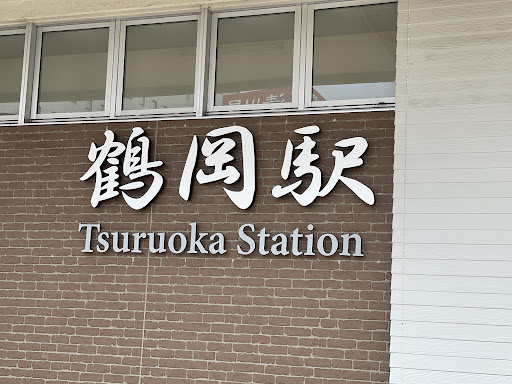 鶴岡駅
Tsuruoka Station